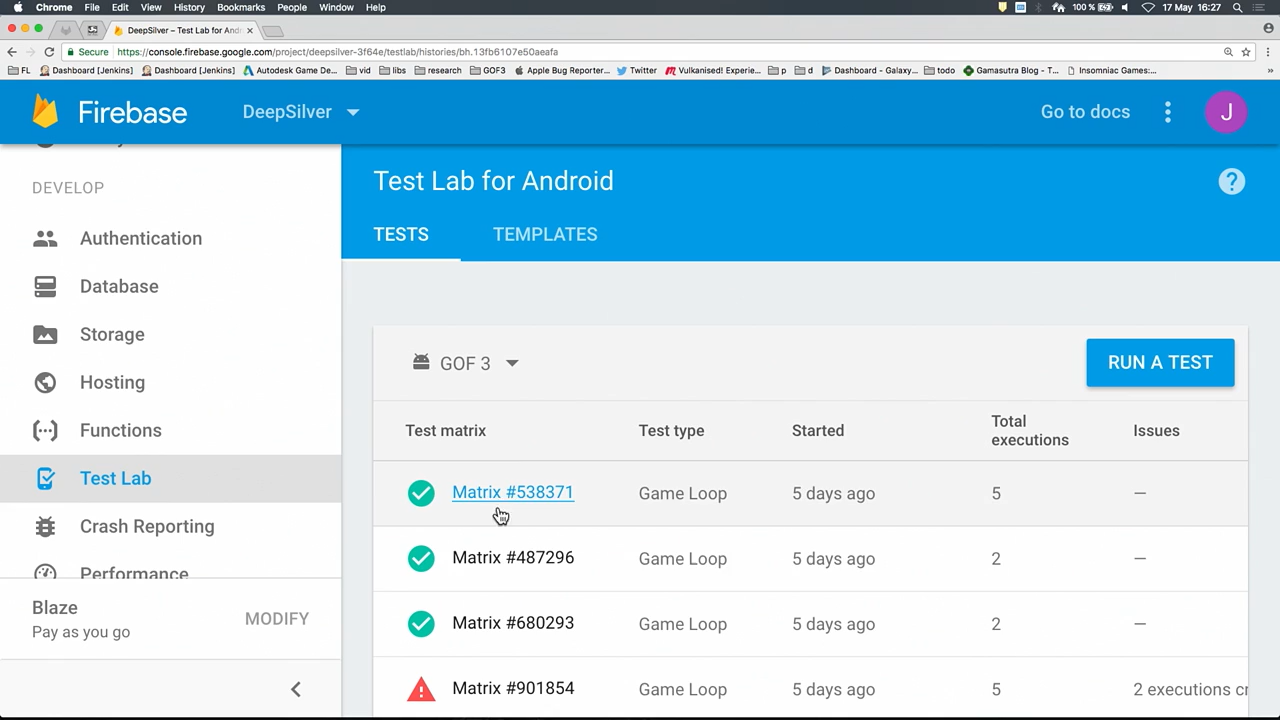 Chrome File Edit View History Bookmarks People Window Help 100 % 17 May 16:27
DeepSilver – Test Lab for Andr
Secure https://console.firebase.google.com/project/deepsilver-3f64e/testlab/histories/bh.13fb6107e50aeafa
FL Dashboard [Jenkins] Dashboard [Jenkins] Autodesk Game De... vid libs research GOF3 Apple Bug Reporter... Twitter Vulkanised! Experie... p d Dashboard - Galaxy... todo Gamasutra Blog - T... Insomniac Games:... »
Firebase DeepSilver Go to docs J
DEVELOP
Authentication
Database
Storage
Hosting
Functions
Test Lab
Crash Reporting
Performance
Blaze
Pay as you go
MODIFY
Test Lab for Android ?
TESTS TEMPLATES
GOF 3 RUN A TEST
Test matrix Test type Started Total executions Issues
Matrix #538371 Game Loop 5 days ago 5 —
Matrix #487296 Game Loop 5 days ago 2 —
Matrix #680293 Game Loop 5 days ago 2 —
Matrix #901854 Game Loop 5 days ago 5 2 executions cr